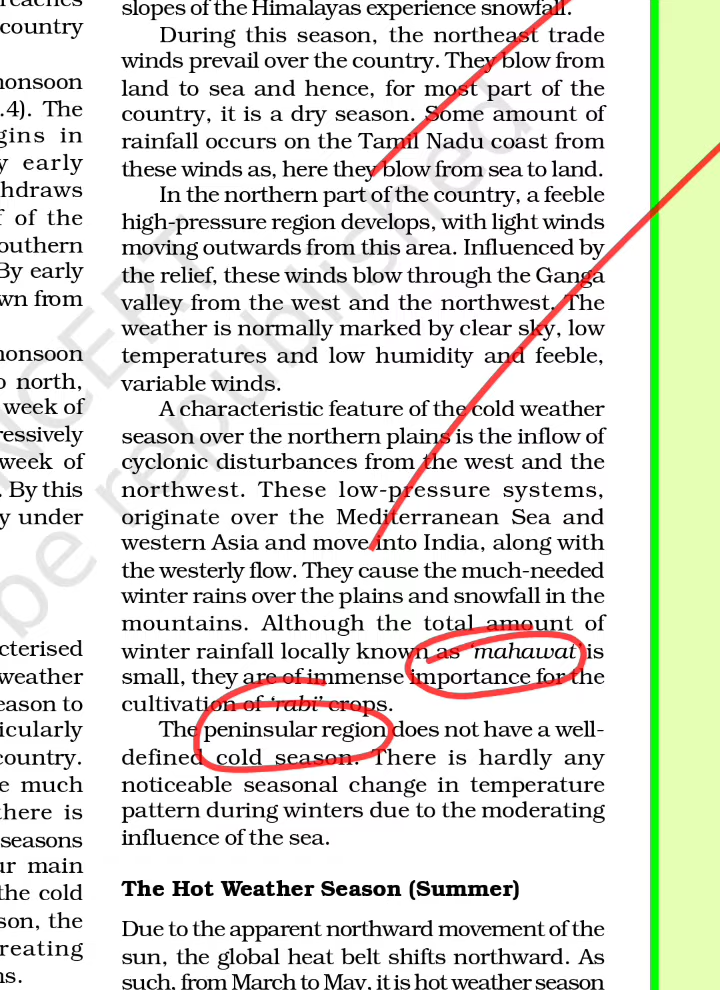 reaches
country
monsoon
.4). The
gins in
y early
hdraws
f of the
outhern
By early
wn from
monsoon
o north,
week of
ressively
week of
. By this
y under
cterised
weather
eason to
icularly
country.
e much
there is
seasons
ur main
the cold
son, the
reating
ns.
slopes of the Himalayas experience snowfall.
During this season, the northeast trade
winds prevail over the country. They blow from
land to sea and hence, for most part of the
country, it is a dry season. Some amount of
rainfall occurs on the Tamil Nadu coast from
these winds as, here they blow from sea to land.
In the northern part of the country, a feeble
high-pressure region develops, with light winds
moving outwards from this area. Influenced by
the relief, these winds blow through the Ganga
valley from the west and the northwest. The
weather is normally marked by clear sky, low
temperatures and low humidity and feeble,
variable winds.
A characteristic feature of the cold weather
season over the northern plains is the inflow of
cyclonic disturbances from the west and the
northwest. These low-pressure systems,
originate over the Mediterranean Sea and
western Asia and move into India, along with
the westerly flow. They cause the much-needed
winter rains over the plains and snowfall in the
mountains. Although the total amount of
winter rainfall locally known as ‘mahawat’ is
small, they are of immense importance for the
cultivation of ‘rabi’ crops.
The peninsular region does not have a well-
defined cold season. There is hardly any
noticeable seasonal change in temperature
pattern during winters due to the moderating
influence of the sea.
The Hot Weather Season (Summer)
Due to the apparent northward movement of the
sun, the global heat belt shifts northward. As
such, from March to May, it is hot weather season
NCERT
be republished